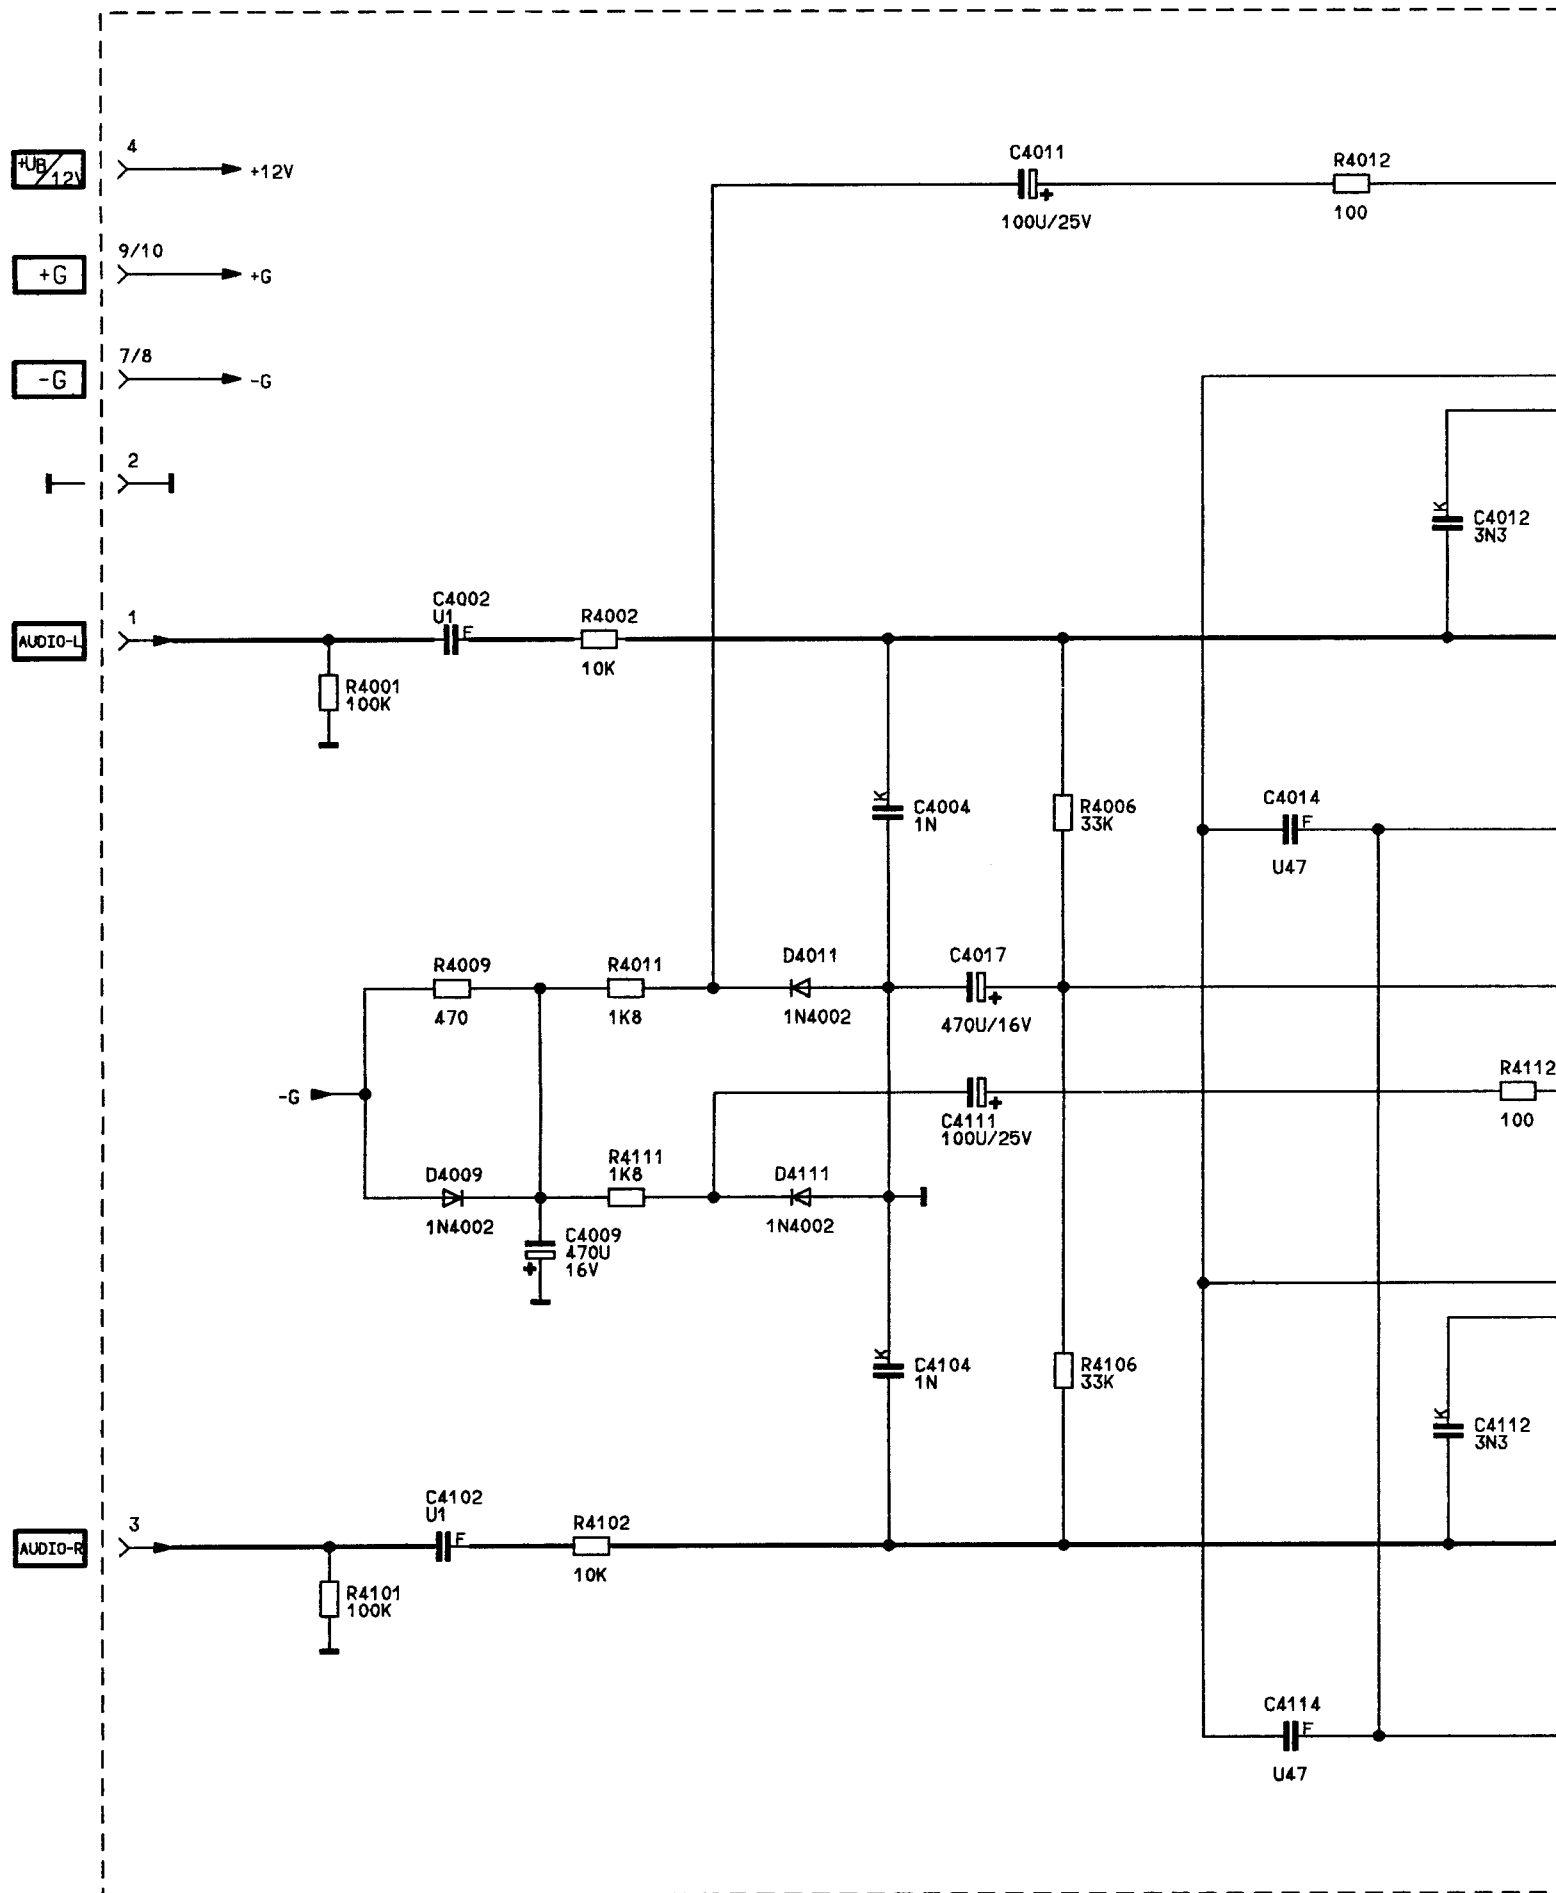 4
+UB/12V
+12V
C4011
R4012
100U/25V
100
9/10
+G
+G
7/8
-G
-G
2
K
C4012
3N3
AUDIO-L
1
C4002
U1
F
R4002
10K
R4001
100K
K
C4004
1N
R4006
33K
C4014
F
U47
R4009
470
R4011
1K8
D4011
1N4002
C4017
470U/16V
-G
C4111
100U/25V
R4112
100
D4009
1N4002
R4111
1K8
D4111
1N4002
C4009
470U
16V
K
C4104
1N
R4106
33K
K
C4112
3N3
AUDIO-R
3
C4102
U1
F
R4102
10K
R4101
100K
C4114
F
U47